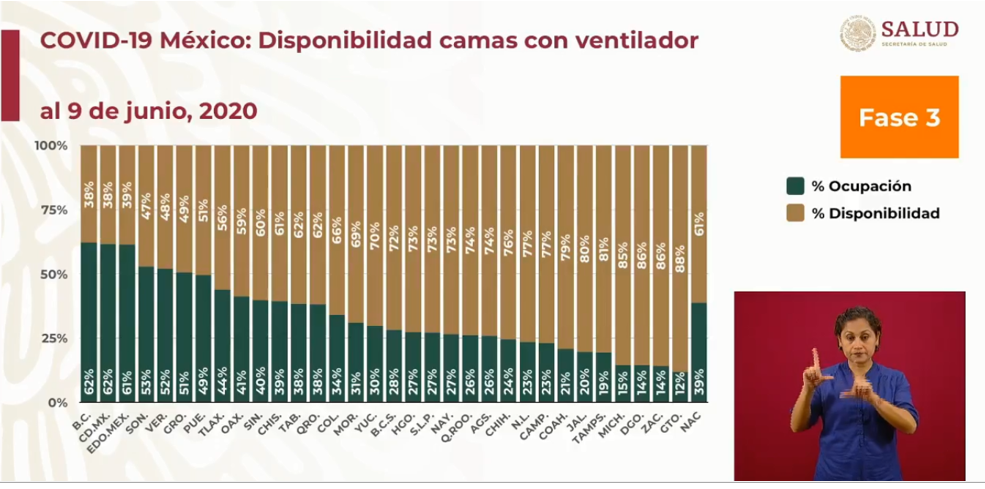 COVID-19 México: Disponibilidad camas con ventilador
al 9 de junio, 2020
SALUD
SECRETARÍA DE SALUD
Fase 3
% Ocupación
% Disponibilidad
100%
75%
50%
25%
0%
38% 38% 39% 47% 48% 49% 51% 56% 59% 60% 61% 62% 62% 66% 69% 70% 72% 73% 73% 73% 74% 74% 76% 77% 77% 79% 80% 81% 85% 86% 86% 88% 61%
62% 62% 61% 53% 52% 51% 49% 44% 41% 40% 39% 38% 38% 34% 31% 30% 28% 27% 27% 27% 26% 26% 24% 23% 23% 21% 20% 19% 15% 14% 14% 12% 39%
B.C. CD.MX. EDO.MEX. SON. VER. GRO. PUE. TLAX. OAX. SIN. CHIS. TAB. QRO. COL. MOR. YUC. B.C.S. HGO. S.L.P. NAY. Q.ROO. AGS. CHIH. N.L. CAMP. COAH. JAL. TAMPS. MICH. DGO. ZAC. GTO. NAC